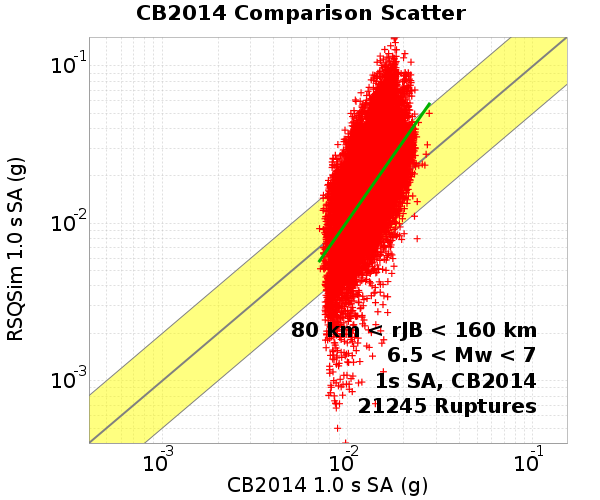 CB2014 Comparison Scatter
RSQSim 1.0 s SA (g)
10-1
10-2
10-3
80 km < rJB < 160 km
6.5 < Mw < 7
1s SA, CB2014
21245 Ruptures
10-3 10-2 10-1
CB2014 1.0 s SA (g)